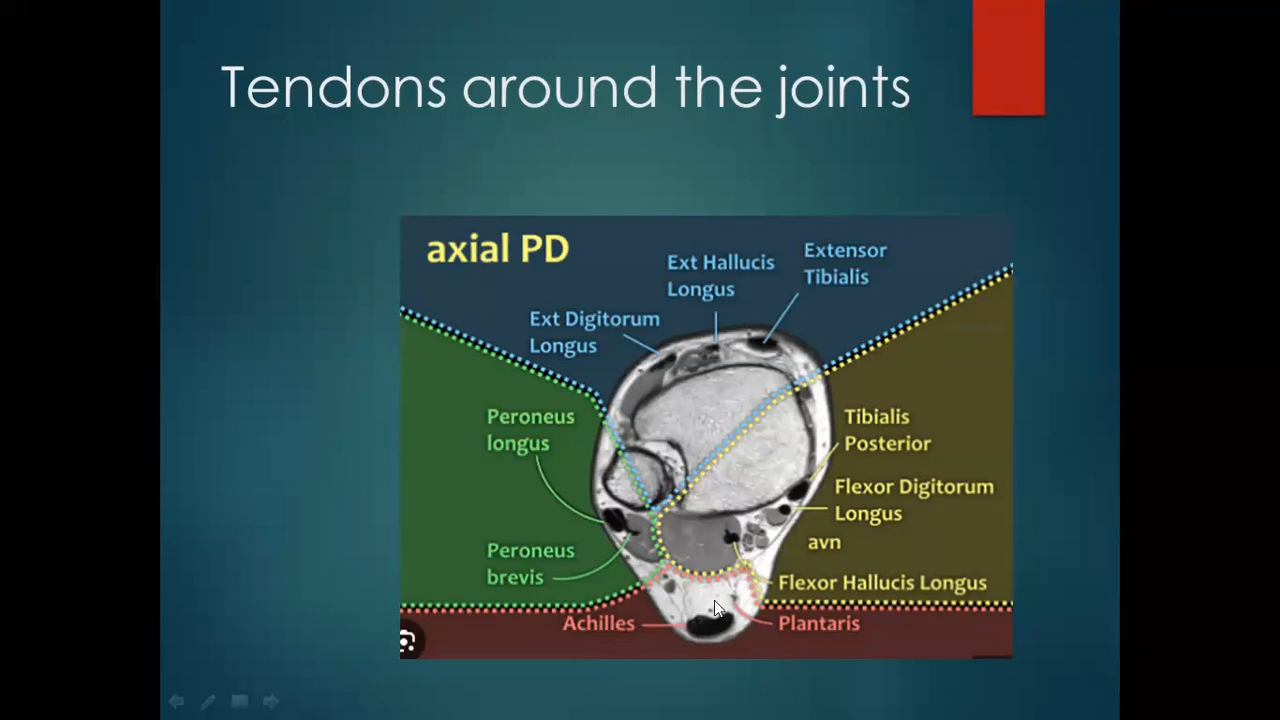 Tendons around the joints
axial PD
Ext Hallucis
Longus
Extensor
Tibialis
Ext Digitorum
Longus
Peroneus
longus
Tibialis
Posterior
Flexor Digitorum
Longus
avn
Peroneus
brevis
Flexor Hallucis Longus
Achilles
Plantaris